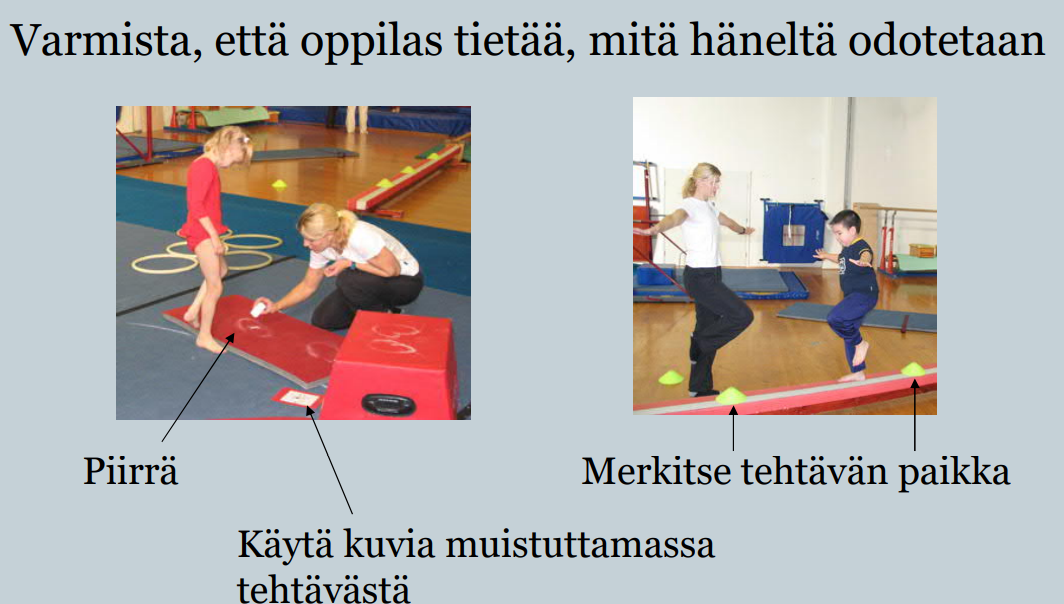 Varmista, että oppilas tietää, mitä häneltä odotetaan
Piirrä
Merkitse tehtävän paikka
Käytä kuvia muistuttamassa
tehtävästä